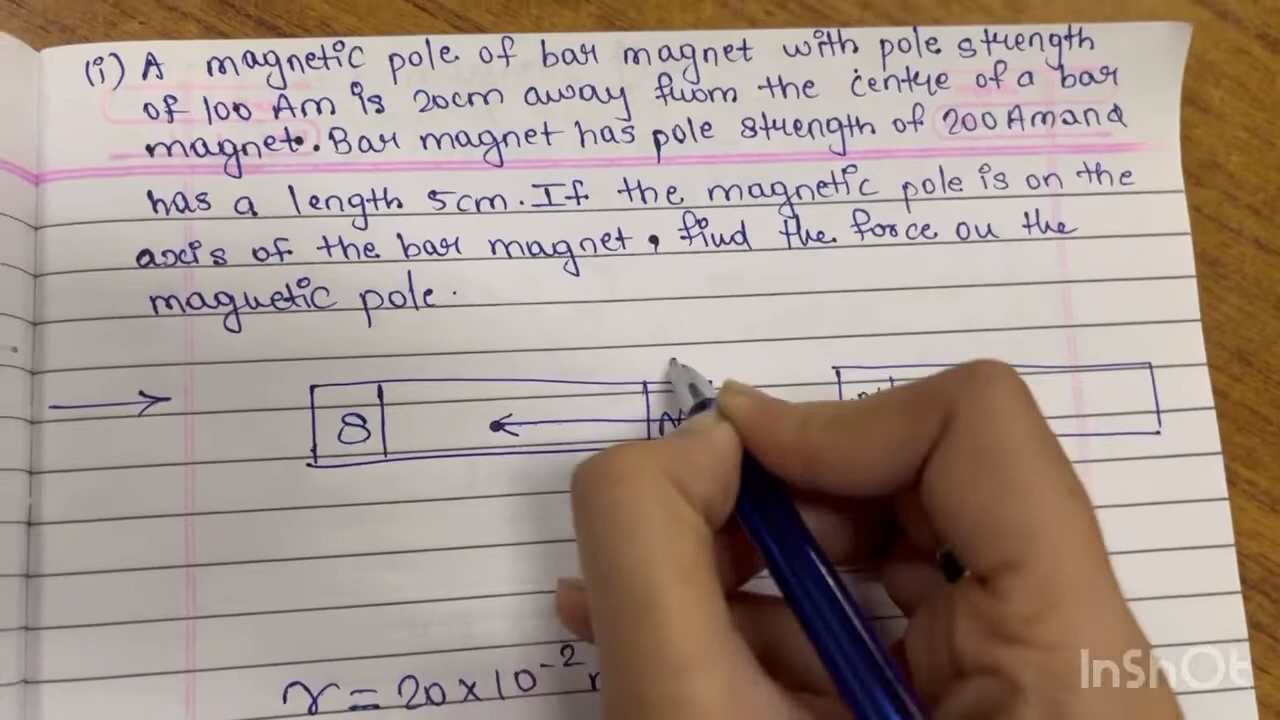 (i) A magnetic pole of bar magnet with pole strength
of 100 Am is 20cm away from the centre of a bar
magnet. Bar magnet has pole strength of 200 Am and
has a length 5cm. If the magnetic pole is on the
axis of the bar magnet, find the force on the
magnetic pole.
S
r = 20 x 10⁻²
InShOt